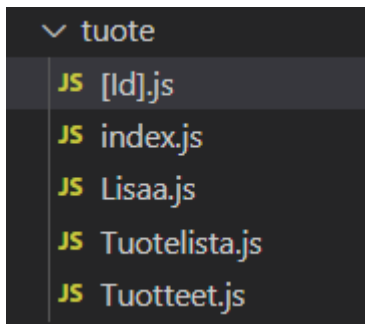 tuote
JS [Id].js
JS index.js
JS Lisaa.js
JS Tuotelista.js
JS Tuotteet.js